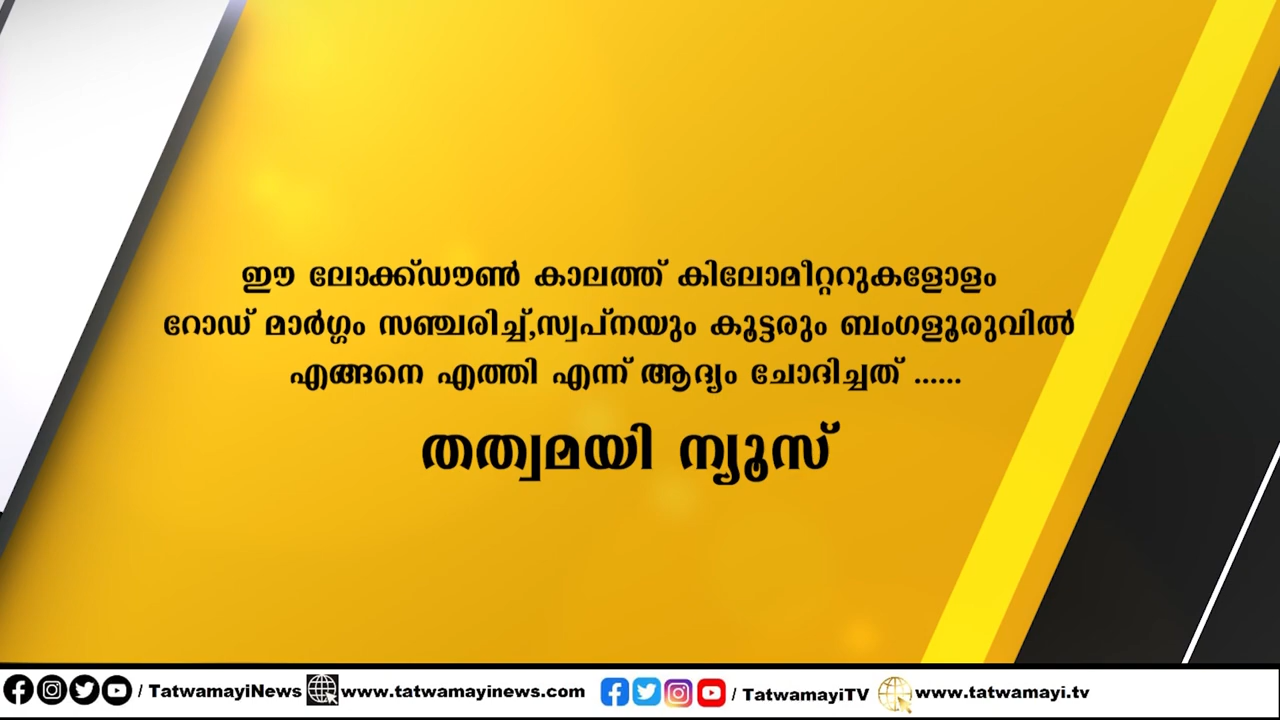 ഈ ലോക്ക്ഡൗൺ കാലത്ത് കിലോമീറ്ററുകളോളം
റോഡ് മാർഗ്ഗം സഞ്ചരിച്ച്,സ്വപ്നയും കൂട്ടരും ബംഗളൂരുവിൽ
എങ്ങനെ എത്തി എന്ന് ആദ്യം ചോദിച്ചത് ......
തത്വമയി ന്യൂസ്
/ TatwamayiNews www.tatwamayinews.com / TatwamayiTV www.tatwamayi.tv